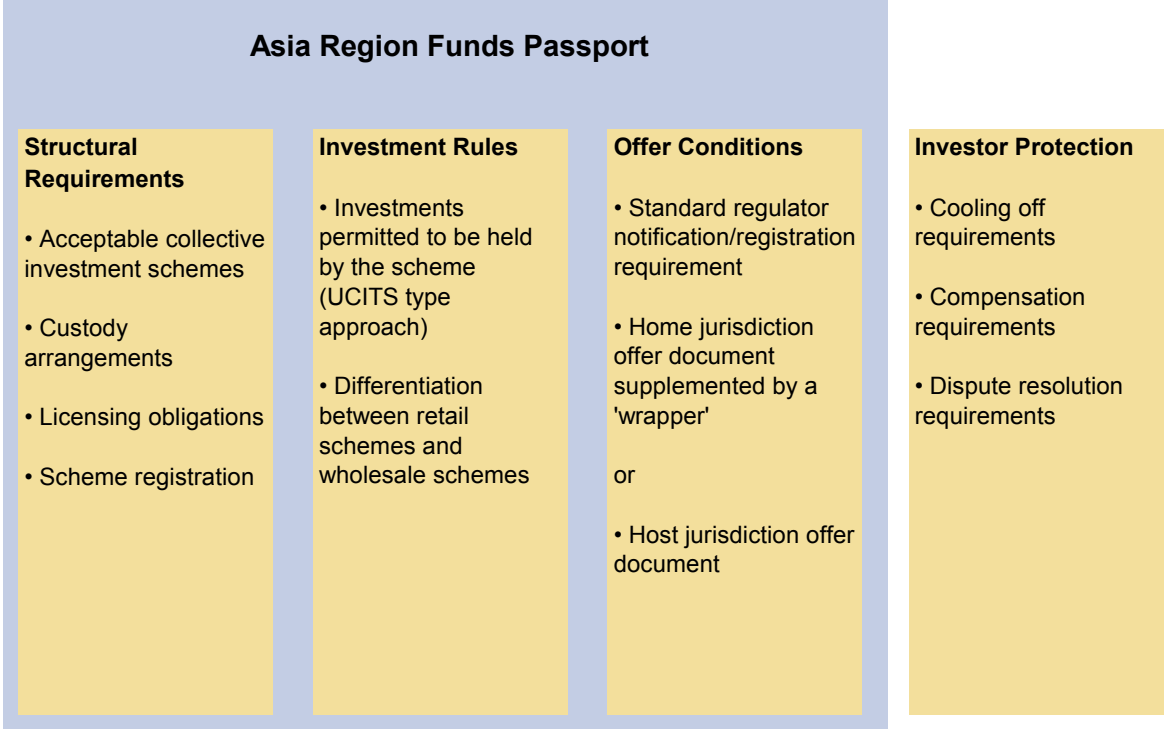 Asia Region Funds Passport
Structural
Requirements
• Acceptable collective
investment schemes
• Custody
arrangements
• Licensing obligations
• Scheme registration
Investment Rules
• Investments
permitted to be held
by the scheme
(UCITS type
approach)
• Differentiation
between retail
schemes and
wholesale schemes
Offer Conditions
• Standard regulator
notification/registration
requirement
• Home jurisdiction
offer document
supplemented by a
'wrapper'
or
• Host jurisdiction offer
document
Investor Protection
• Cooling off
requirements
• Compensation
requirements
• Dispute resolution
requirements